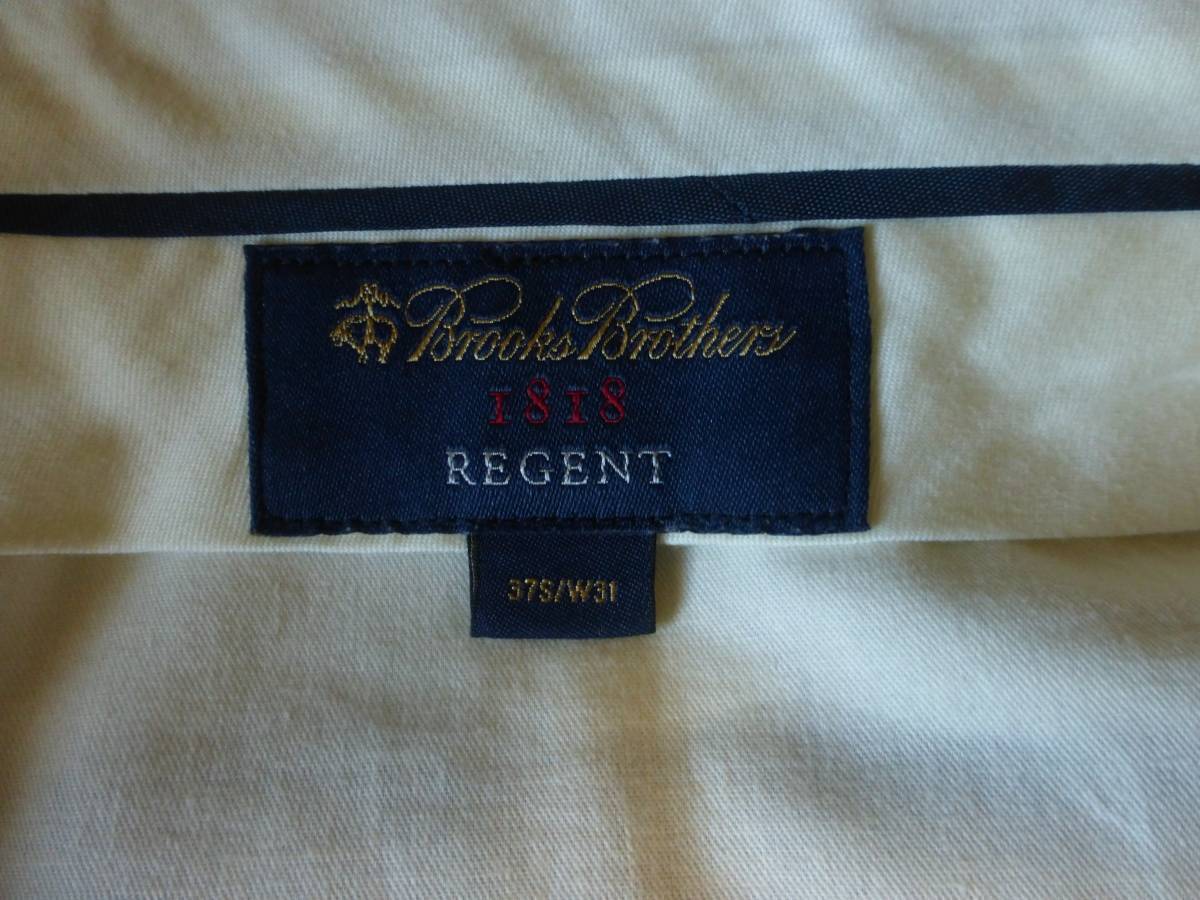 Brooks Brothers
1818
REGENT
37S/W31